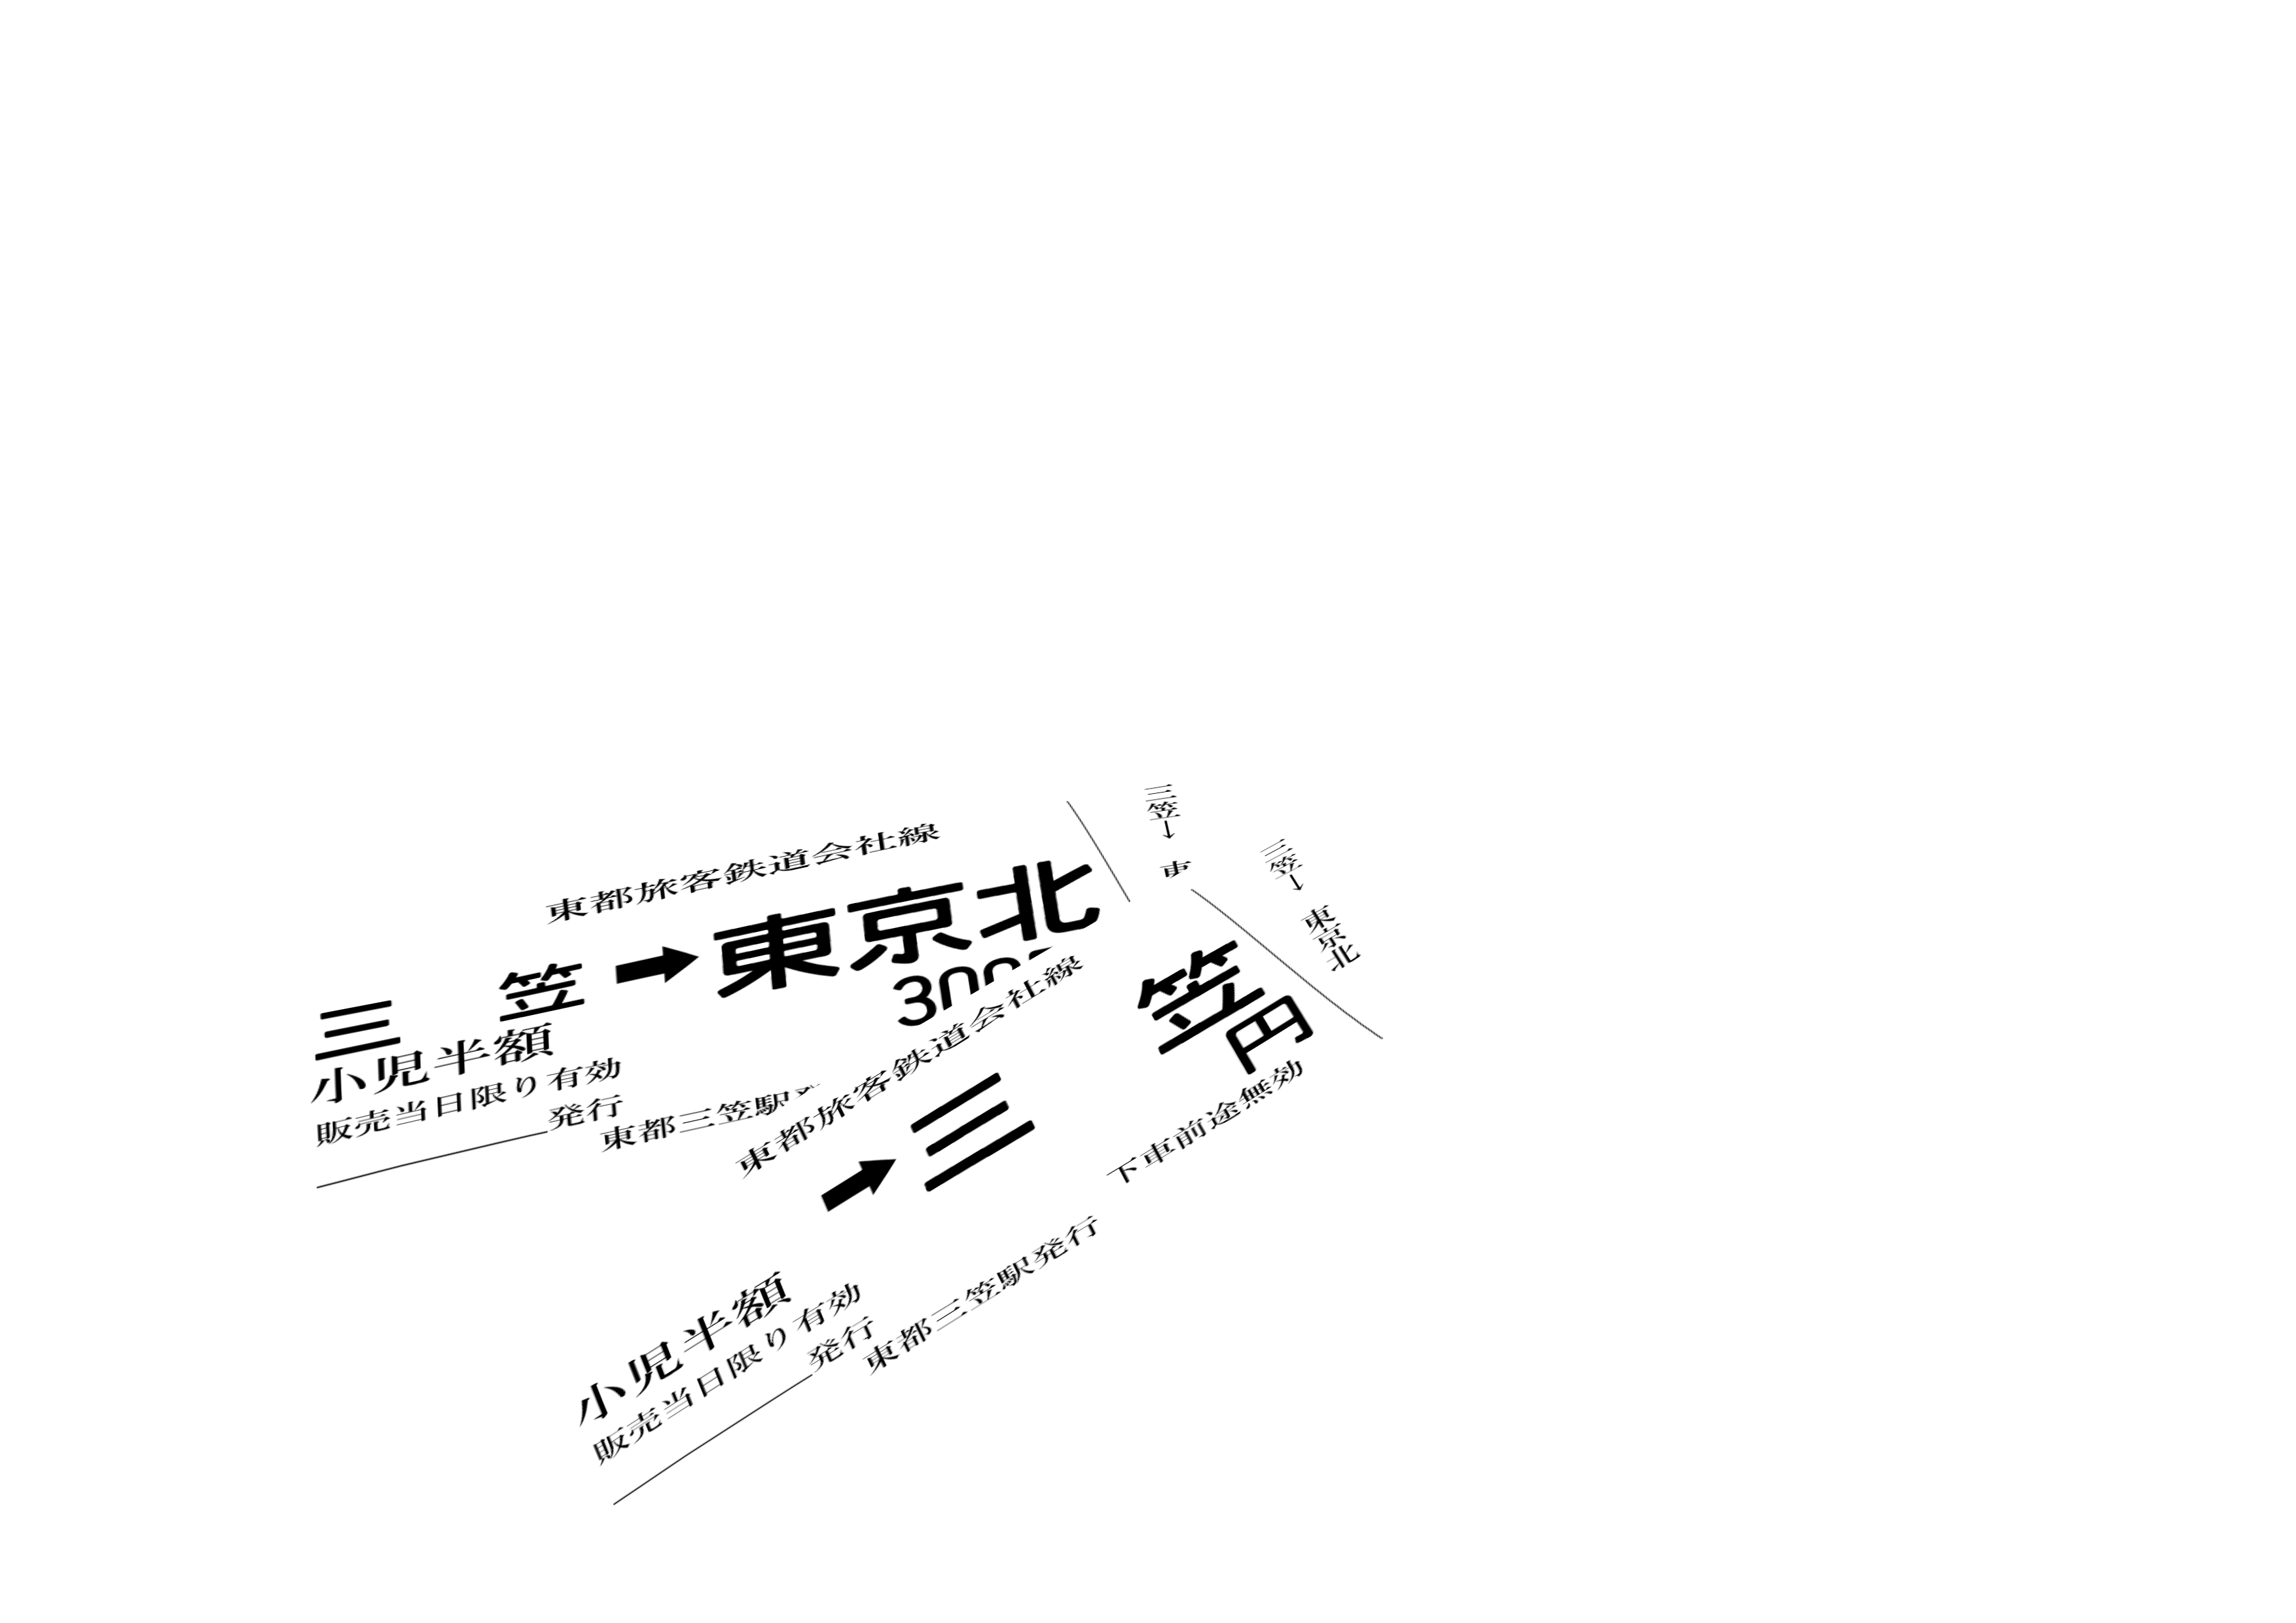 東都旅客鉄道会社線
三笠→東京北
小児半額
販売当日限り有効
発行
東都三笠駅
三笠→
東都旅客鉄道会社線
→三笠
円
小児半額
販売当日限り有効
発行
下車前途無効
東都三笠駅発行
三笠→東京北